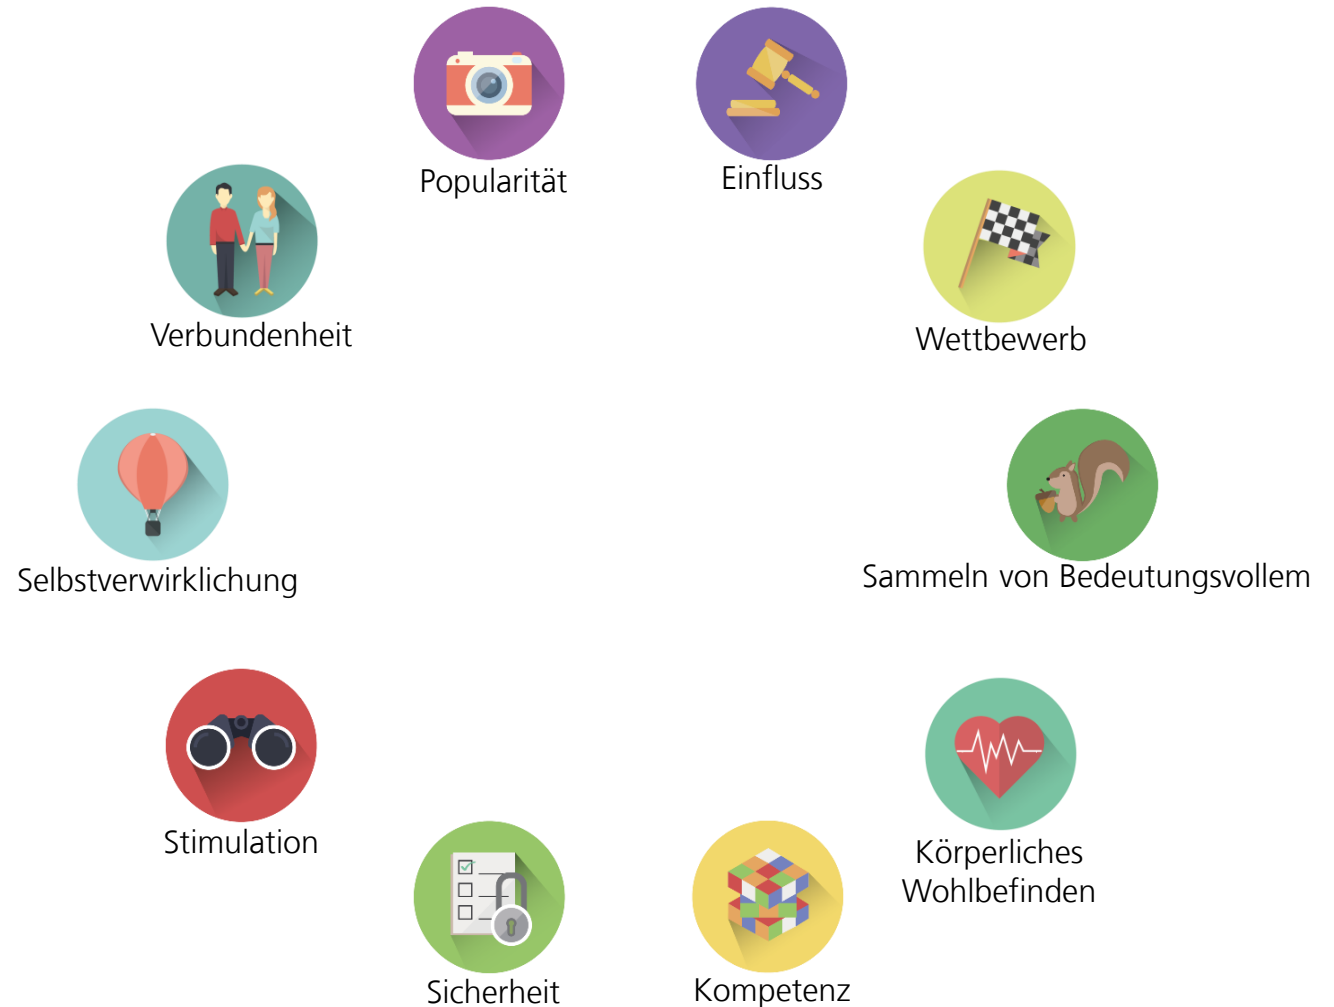 Popularität
Einfluss
Verbundenheit
Wettbewerb
Selbstverwirklichung
Sammeln von Bedeutungsvollem
Stimulation
Körperliches
Wohlbefinden
Sicherheit
Kompetenz